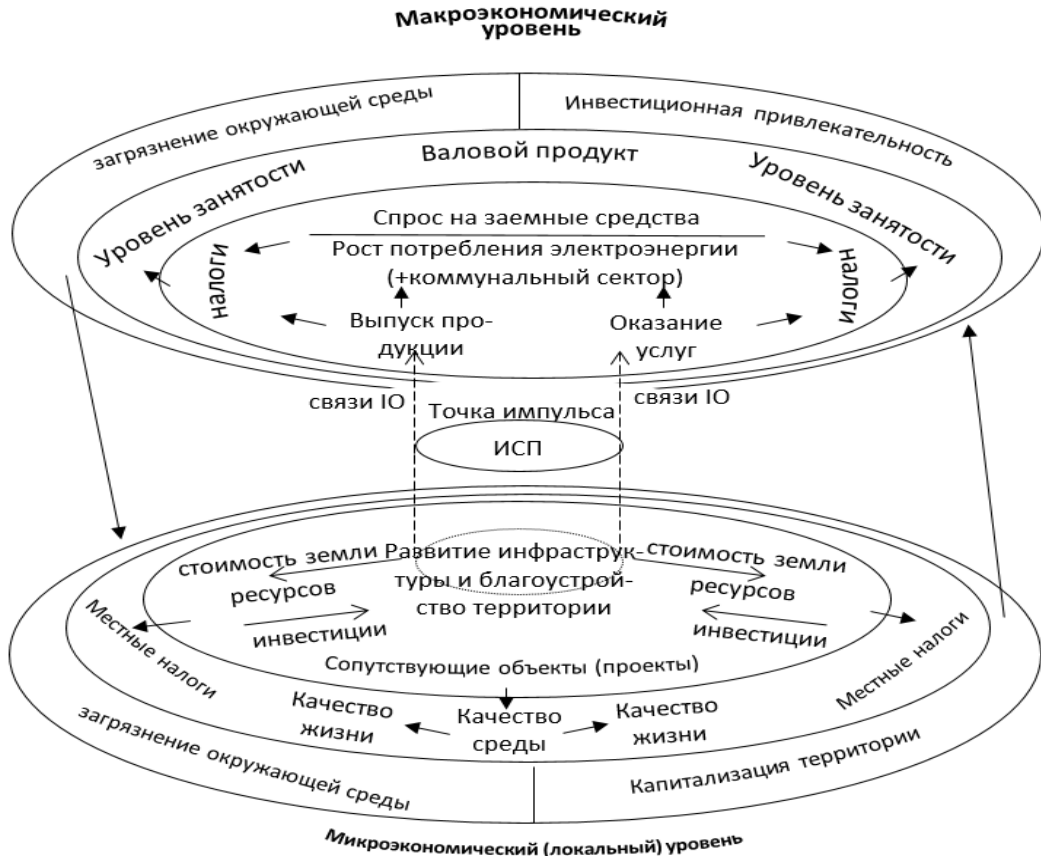 Макроэкономический
уровень
загрязнение окружающей среды
Инвестиционная привлекательность
Валовой продукт
Уровень занятости
Уровень занятости
Спрос на заемные средства
Рост потребления электроэнергии
(+коммунальный сектор)
налоги
налоги
Выпуск про-
дукции
Оказание
услуг
связи IO
связи IO
Точка импульса
ИСП
стоимость земли
Развитие инфраструк-
туры и благоустрой-
ство территории
стоимость земли
ресурсов
ресурсов
инвестиции
инвестиции
Местные налоги
Местные налоги
Сопутствующие объекты (проекты)
Качество
жизни
Качество
среды
Качество
жизни
загрязнение окружающей среды
Капитализация территории
Микроэкономический (локальный) уровень